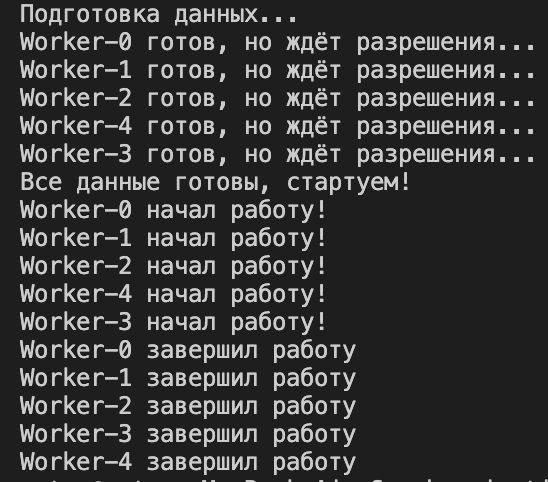 Подготовка данных...
Worker-0 готов, но ждёт разрешения...
Worker-1 готов, но ждёт разрешения...
Worker-2 готов, но ждёт разрешения...
Worker-4 готов, но ждёт разрешения...
Worker-3 готов, но ждёт разрешения...
Все данные готовы, стартуем!
Worker-0 начал работу!
Worker-1 начал работу!
Worker-2 начал работу!
Worker-4 начал работу!
Worker-3 начал работу!
Worker-0 завершил работу
Worker-1 завершил работу
Worker-2 завершил работу
Worker-3 завершил работу
Worker-4 завершил работу